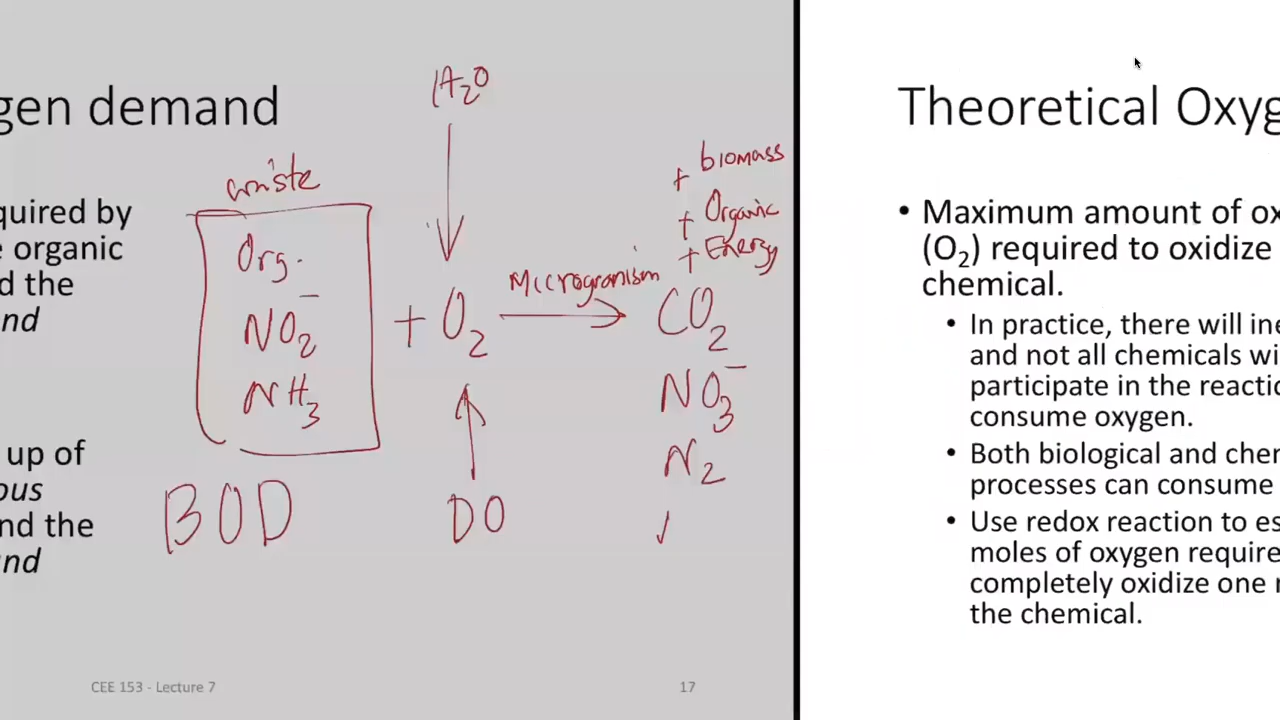 gen demand
quired by
e organic
d the
nd
up of
ous
nd the
and
H₂O
waste
Org.
NO₂⁻
NH₃
+ O₂
Microgranism
+ biomass
+ Organic
+ Energy
CO₂
NO₃⁻
N₂
BOD
DO
CEE 153 - Lecture 7
17
Theoretical Oxyg
• Maximum amount of ox
(O₂) required to oxidize
chemical.
• In practice, there will ine
and not all chemicals wi
participate in the reactio
consume oxygen.
• Both biological and cher
processes can consume
• Use redox reaction to es
moles of oxygen require
completely oxidize one r
the chemical.